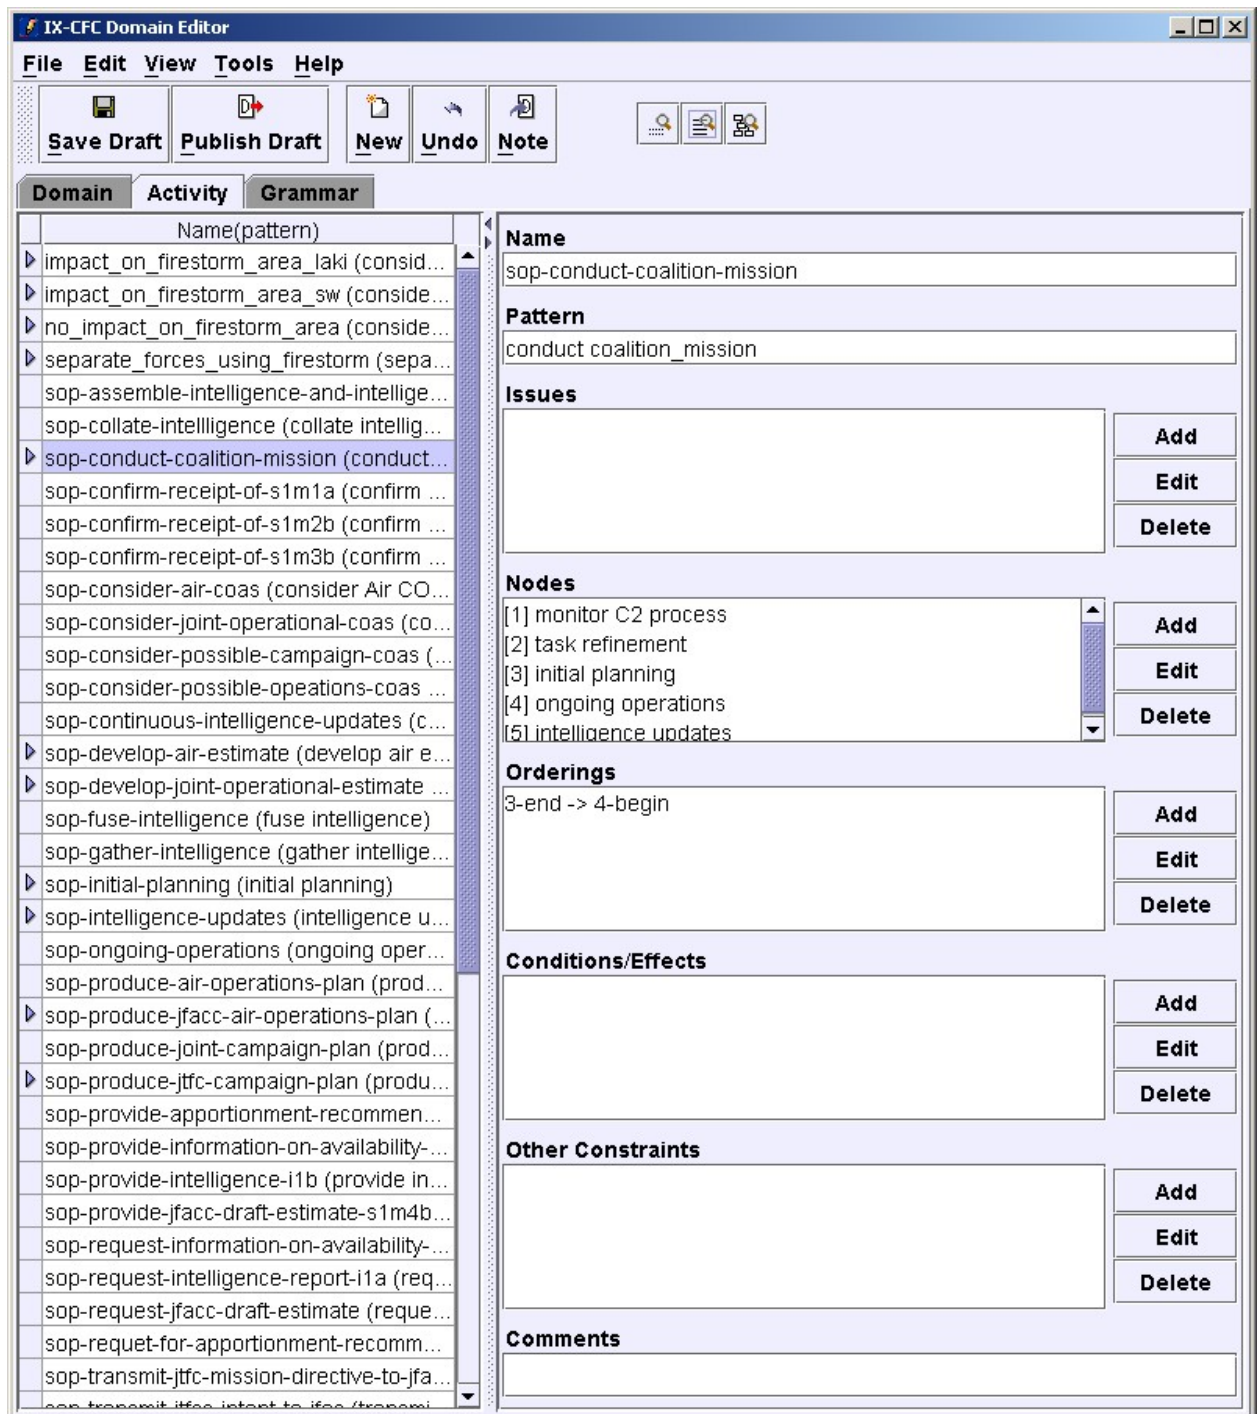 IX-CFC Domain Editor
File Edit View Tools Help
Save Draft Publish Draft New Undo Note
Domain Activity Grammar
Name(pattern)
impact_on_firestorm_area_laki (consid...
impact_on_firestorm_area_sw (conside...
no_impact_on_firestorm_area (conside...
separate_forces_using_firestorm (sepa...
sop-assemble-intelligence-and-intellige...
sop-collate-intellligence (collate intellig...
sop-conduct-coalition-mission (conduct...
sop-confirm-receipt-of-s1m1a (confirm ...
sop-confirm-receipt-of-s1m2b (confirm ...
sop-confirm-receipt-of-s1m3b (confirm ...
sop-consider-air-coas (consider Air CO...
sop-consider-joint-operational-coas (co...
sop-consider-possible-campaign-coas (...
sop-consider-possible-opeations-coas ...
sop-continuous-intelligence-updates (c...
sop-develop-air-estimate (develop air e...
sop-develop-joint-operational-estimate ...
sop-fuse-intelligence (fuse intelligence)
sop-gather-intelligence (gather intellige...
sop-initial-planning (initial planning)
sop-intelligence-updates (intelligence u...
sop-ongoing-operations (ongoing oper...
sop-produce-air-operations-plan (prod...
sop-produce-jfacc-air-operations-plan (...
sop-produce-joint-campaign-plan (prod...
sop-produce-jtfc-campaign-plan (produ...
sop-provide-apportionment-recommen...
sop-provide-information-on-availability-...
sop-provide-intelligence-i1b (provide in...
sop-provide-jfacc-draft-estimate-s1m4b...
sop-request-information-on-availability-...
sop-request-intelligence-report-i1a (req...
sop-request-jfacc-draft-estimate (reque...
sop-requet-for-apportionment-recomm...
sop-transmit-jtfc-mission-directive-to-jfa...
Name
sop-conduct-coalition-mission
Pattern
conduct coalition_mission
Issues
Add
Edit
Delete
Nodes
[1] monitor C2 process
[2] task refinement
[3] initial planning
[4] ongoing operations
[5] intelligence updates
Add
Edit
Delete
Orderings
3-end -> 4-begin
Add
Edit
Delete
Conditions/Effects
Add
Edit
Delete
Other Constraints
Add
Edit
Delete
Comments